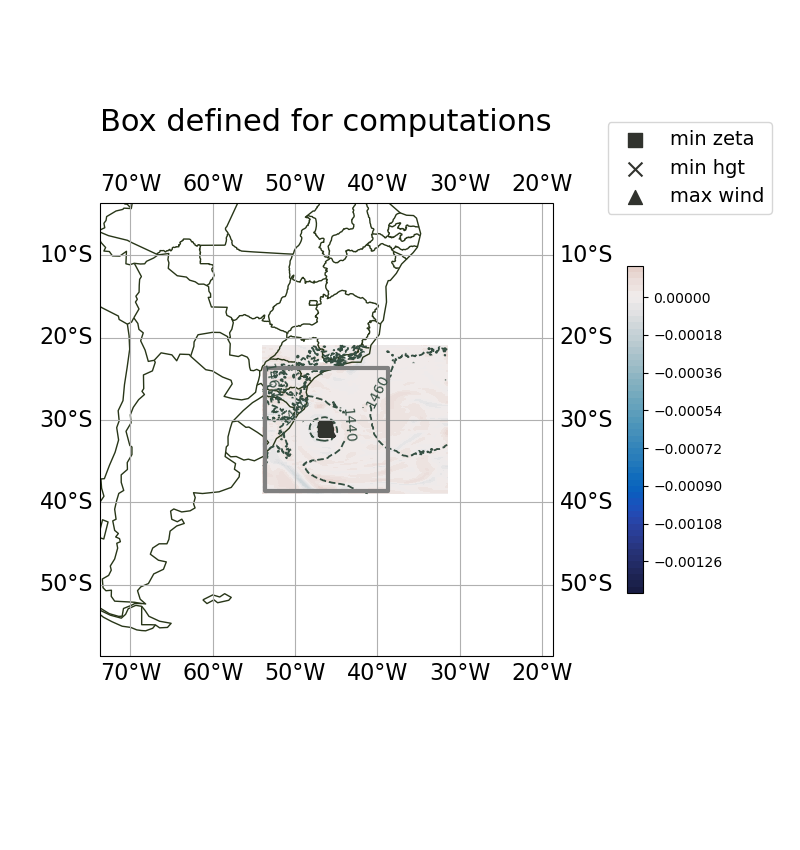 Box defined for computations
min zeta
min hgt
max wind
70°W 60°W 50°W 40°W 30°W 20°W
10°S 10°S
20°S 20°S
30°S 30°S
40°S 40°S
50°S 50°S
1460
1440
70°W 60°W 50°W 40°W 30°W 20°W
0.00000
−0.00018
−0.00036
−0.00054
−0.00072
−0.00090
−0.00108
−0.00126